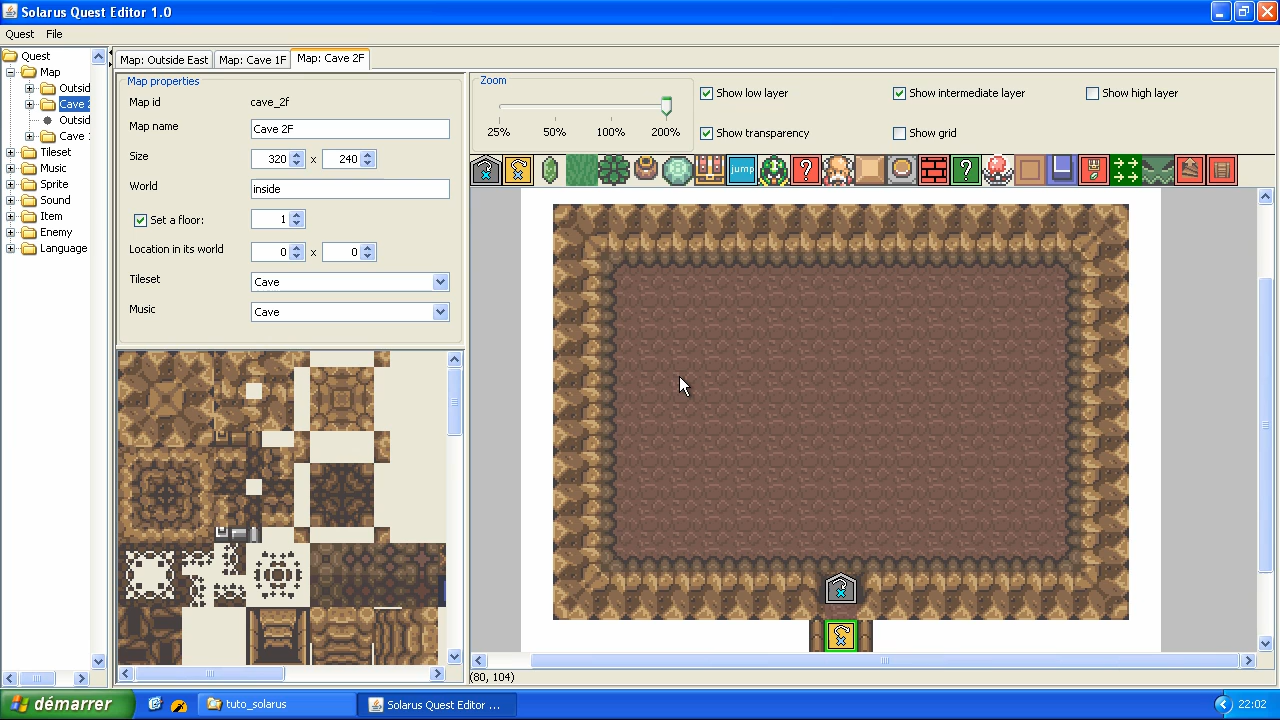 Solarus Quest Editor 1.0
Quest File
Quest
Map
Outsid
Cave 2
Outsid
Cave
Tileset
Music
Sprite
Sound
Item
Enemy
Language
Map: Outside East Map: Cave 1F Map: Cave 2F
Map properties
Map id cave_2f
Map name Cave 2F
Size 320 x 240
World inside
Set a floor: 1
Location in its world 0 x 0
Tileset Cave
Music Cave
Zoom
25% 50% 100% 200%
Show low layer Show intermediate layer Show high layer
Show transparency Show grid
? jump ?
(80, 104)
démarrer tuto_solarus Solarus Quest Editor ... 22:02